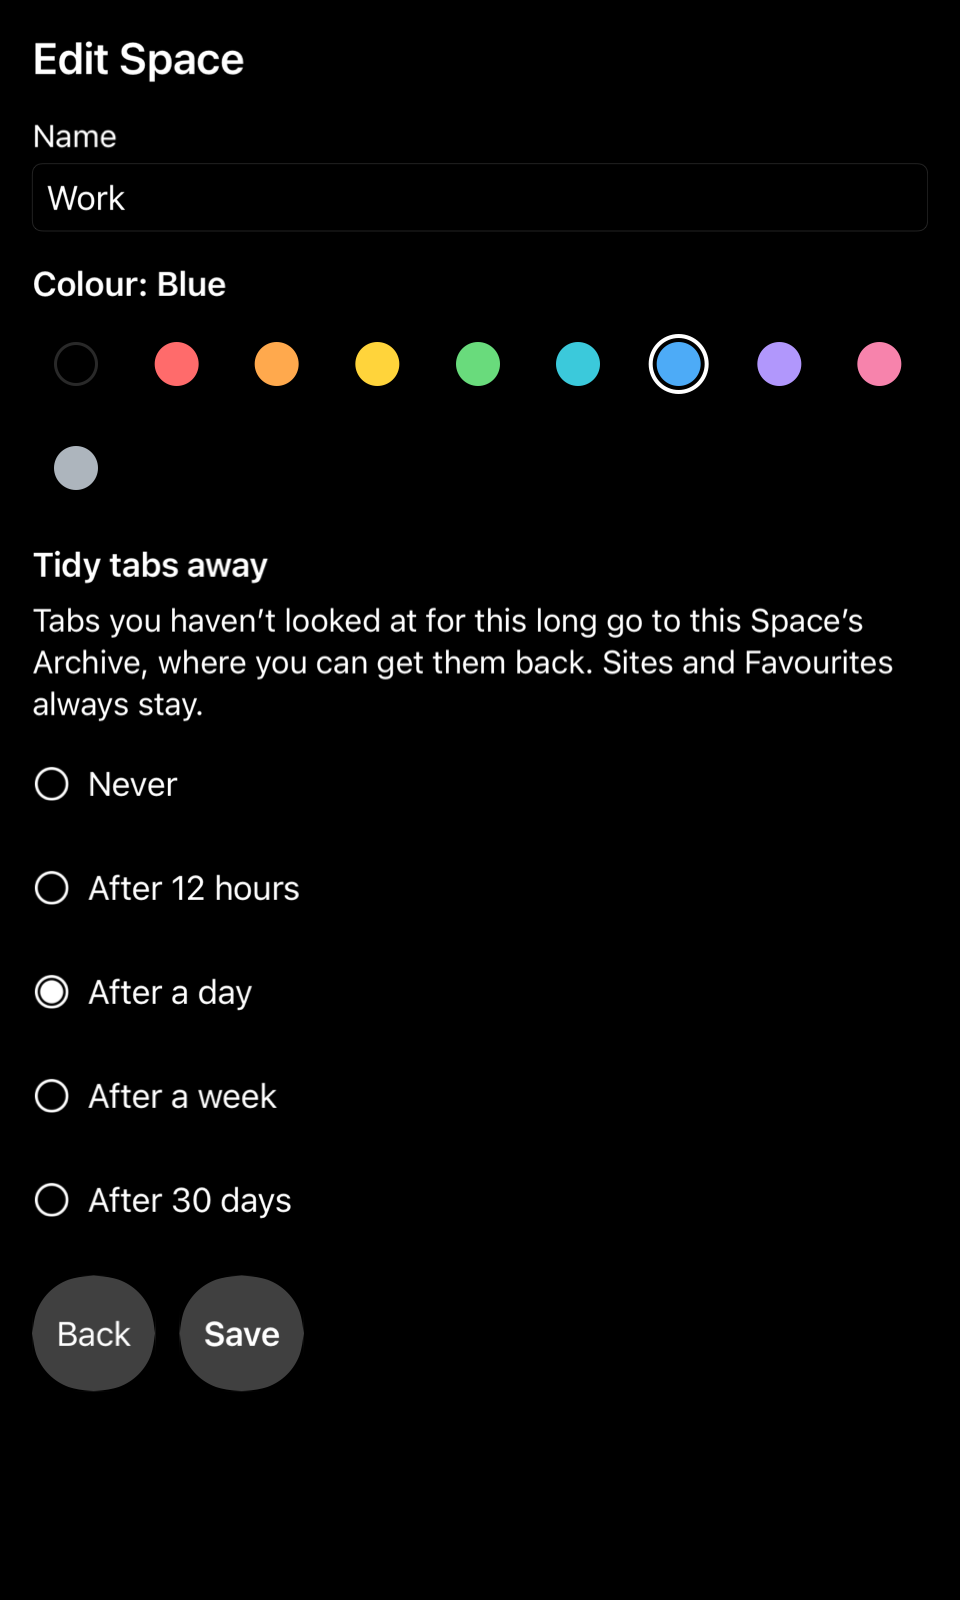 Edit Space
Name
Work
Colour: Blue
Tidy tabs away
Tabs you haven’t looked at for this long go to this Space’s
Archive, where you can get them back. Sites and Favourites
always stay.
Never
After 12 hours
After a day
After a week
After 30 days
Back
Save